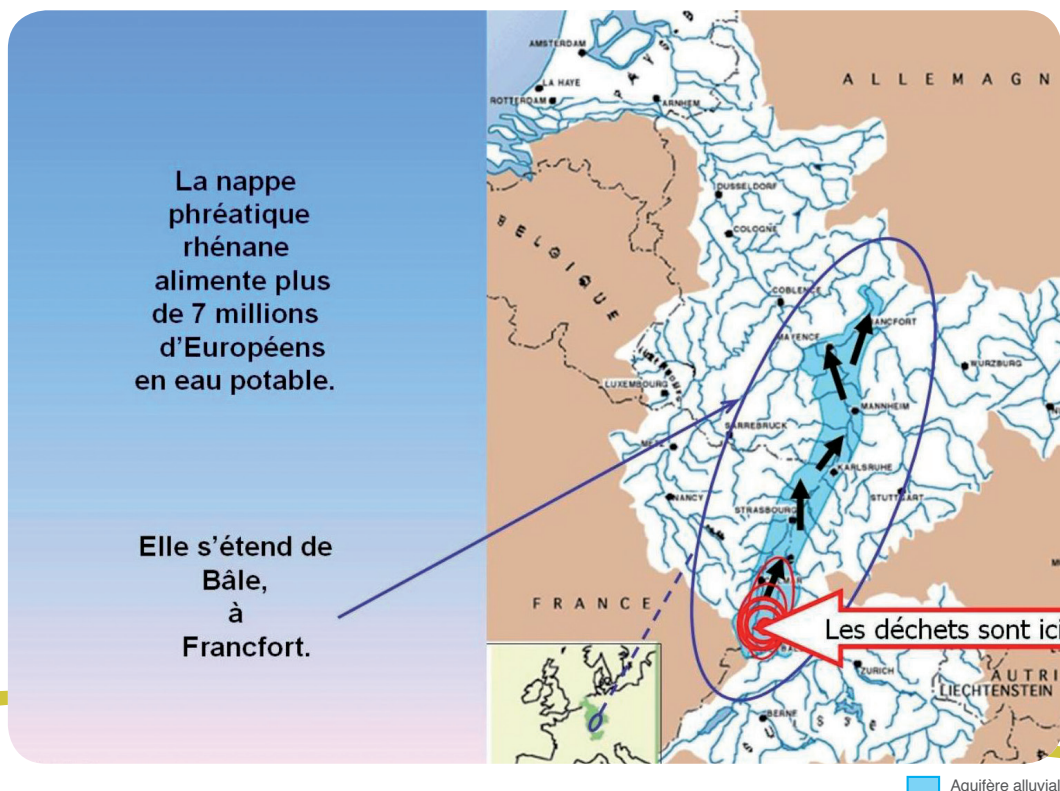 La nappe
phréatique
rhénane
alimente plus
de 7 millions
d'Européens
en eau potable.
Elle s'étend de
Bâle,
à
Francfort.
AMSTERDAM
LA HAYE
ROTTERDAM
ARNHEM
ALLEMAGN
DUSSELDORF
COLOGNE
BELGIQUE
COBLENCE
MAYENCE
RANCFORT
WURZBURG
LUXEMBOURG
MANNHEIM
SARREBRUCK
METZ
KARLSRUHE
NANCY
STUTTGART
STRASBOURG
FRANCE
Les déchets sont ici
ZURICH
AUTRI
LIECHTENSTEIN
BERNE
Aquifère alluvial